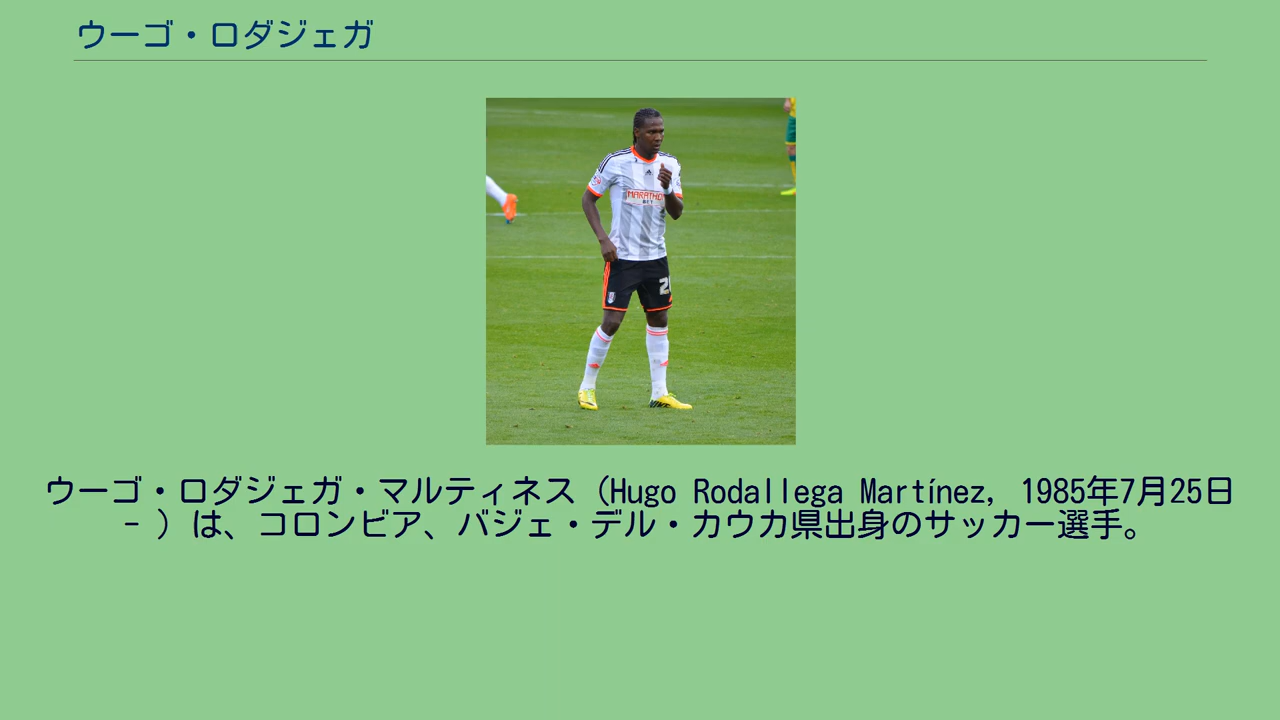 ウーゴ・ロダジェガ
MARATHON
BET
2
ウーゴ・ロダジェガ・マルティネス（Hugo Rodallega Martínez, 1985年7月25日
- ）は、コロンビア、バジェ・デル・カウカ県出身のサッカー選手。